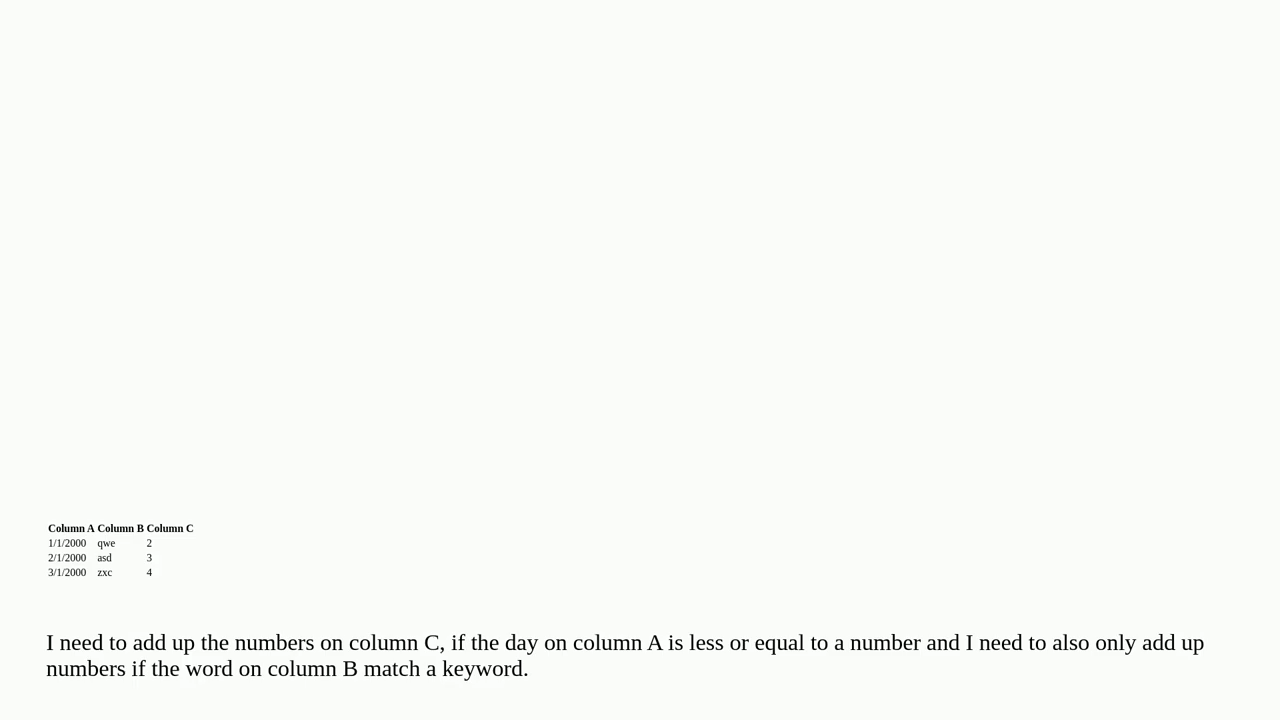 Column A Column B Column C
1/1/2000 qwe 2
2/1/2000 asd 3
3/1/2000 zxc 4
I need to add up the numbers on column C, if the day on column A is less or equal to a number and I need to also only add up
numbers if the word on column B match a keyword.